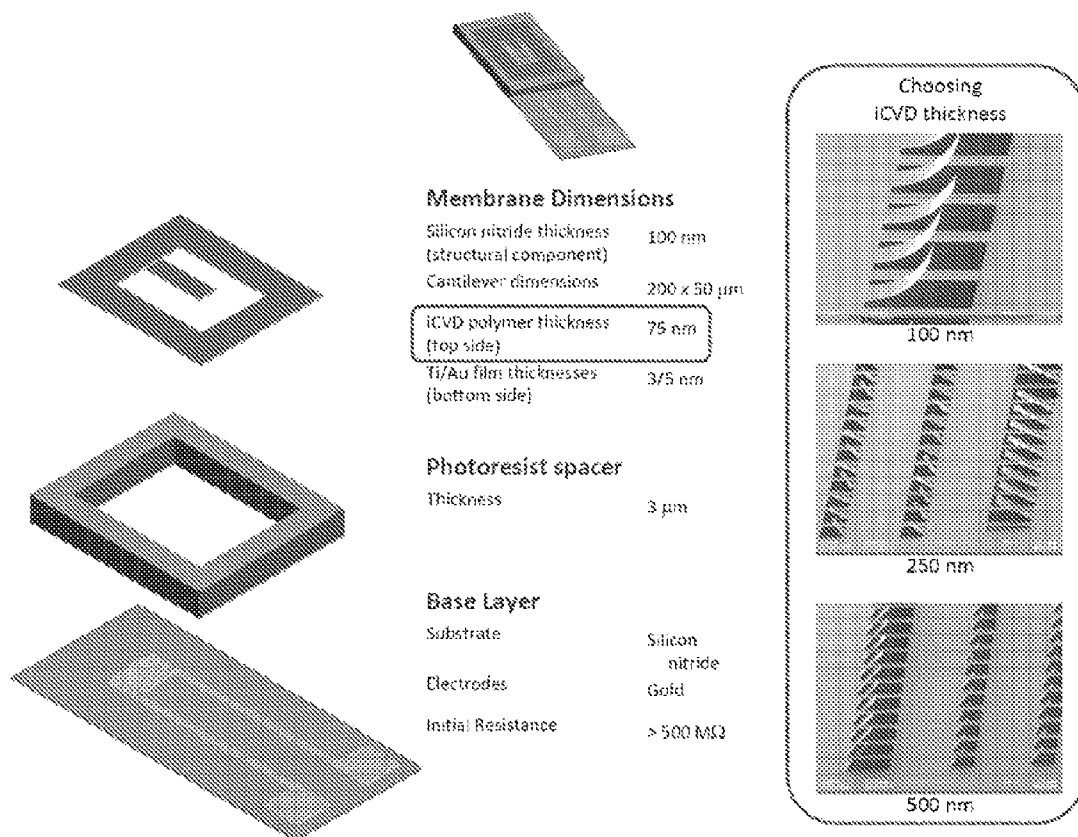 Membrane Dimensions
Silicon nitride thickness
(structural component)
100 nm
Cantilever dimensions
200 x 50 μm
iCVD polymer thickness
(top side)
75 nm
Ti/Au film thicknesses
(bottom side)
3/5 nm
Photoresist spacer
Thickness
3 μm
Base Layer
Substrate
Silicon
nitride
Electrodes
Gold
Initial Resistance
> 500 MΩ
Choosing
iCVD thickness
100 nm
250 nm
500 nm